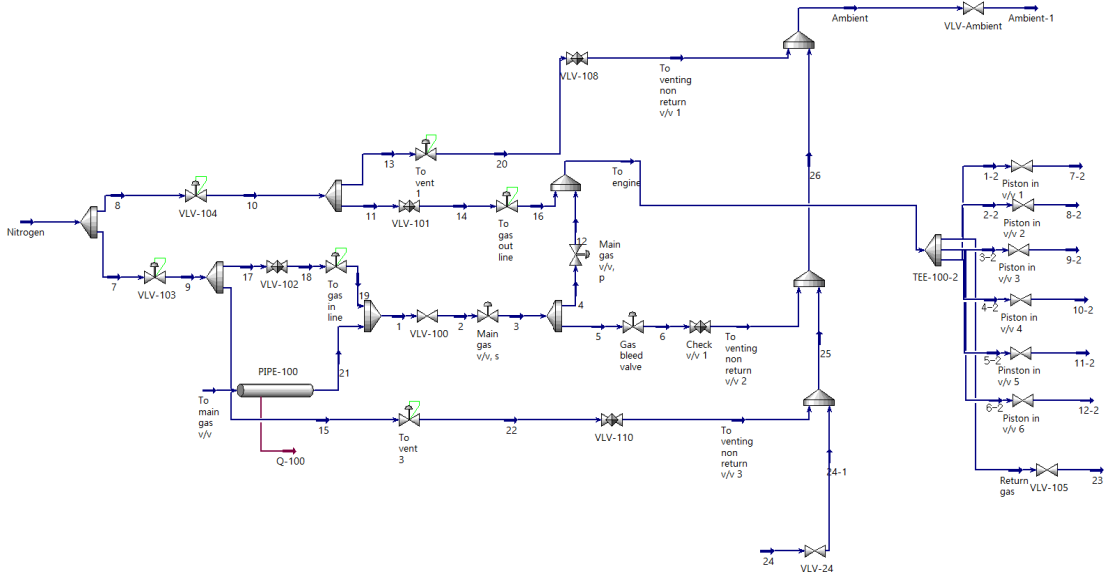 Ambient
VLV-Ambient
Ambient-1
VLV-108
To
venting
non
return
v/v 1
13
To
vent
1
20
To
engine
26
8
VLV-104
10
11
VLV-101
14
To
gas
out
line
16
12
Main
gas
v/v,
p
Nitrogen
7
VLV-103
9
17
VLV-102
18
To
gas
in
line
19
1
VLV-100
2
Main
gas
v/v, s
3
4
5
Gas
bleed
valve
6
Check
v/v 1
To
venting
non
return
v/v 2
25
PIPE-100
21
To
main
gas
v/v
Q-100
15
To
vent
3
22
VLV-110
To
venting
non
return
v/v 3
24-1
24
VLV-24
TEE-100-2
1-2
Piston in
v/v 1
7-2
2-2
Piston in
v/v 2
8-2
3-2
Piston in
v/v 3
9-2
4-2
Piston in
v/v 4
10-2
5-2
Pinston in
v/v 5
11-2
6-2
Piston in
v/v 6
12-2
Return
gas
VLV-105
23